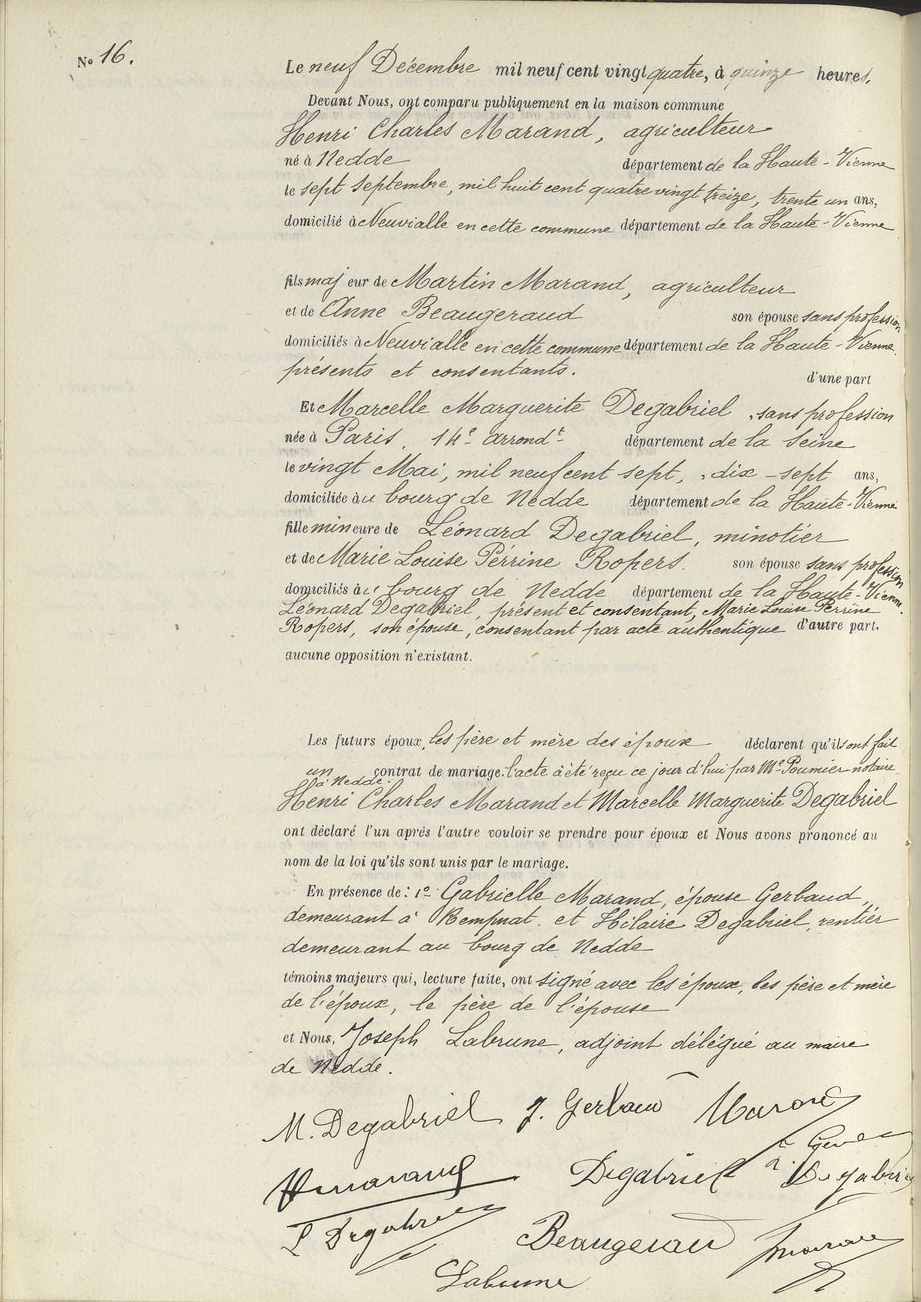 No 16.
Le neuf Décembre mil neuf cent vingt quatre, à quinze heures.
Devant Nous, ont comparu publiquement en la maison commune
Henri Charles Marand, agriculteur
né à Nedde département de la Haute-Vienne
le sept septembre, mil huit cent quatre vingt treize, trente un ans,
domicilié à Neuvialle en cette commune département de la Haute-Vienne
fils majeur de Martin Marand, agriculteur
et de Anne Beaugeraud son épouse sans profession
domiciliés à Neuvialle en cette commune département de la Haute-Vienne.
présents et consentants. d'une part
Et Marcelle Marguerite Degabriel, sans profession
née à Paris, 14e arrondt département de la Seine
le vingt Mai, mil neuf cent sept, dix-sept ans,
domiciliée au bourg de Nedde département de la Haute-Vienne
fille mineure de Léonard Degabriel, minotier
et de Marie Louise Périne Ropers. son épouse sans profession
domiciliés à bourg de Nedde département de la Haute-Vienne.
Léonard Degabriel, présent et consentant, Marie Louise Perrine
Ropers, son épouse, consentant par acte authentique d'autre part.
aucune opposition n'existant.
Les futurs époux, les père et mère des époux déclarent qu'ils ont fait
un contrat de mariage. l'acte a été reçu ce jour d'hui par Me Poumier notaire
à Nedde.
Henri Charles Marand et Marcelle Marguerite Degabriel
ont déclaré l'un après l'autre vouloir se prendre pour époux et Nous avons prononcé au
nom de la loi qu'ils sont unis par le mariage.
En présence de: 1o Gabrielle Marand, épouse Gerbaud,
demeurant à Rempnat. et Hilaire Degabriel, rentier
demeurant au bourg de Nedde
témoins majeurs qui, lecture faite, ont signé avec les époux, les père et mère
de l'époux, le père de l'épouse
et Nous, Joseph Labrune, adjoint délégué au maire
de Nedde.
M. Degabriel G. Gerbaud Marand
Hmarand Degabriel Degabriel
L Degabriel Beaugeraud Marand
Labrune